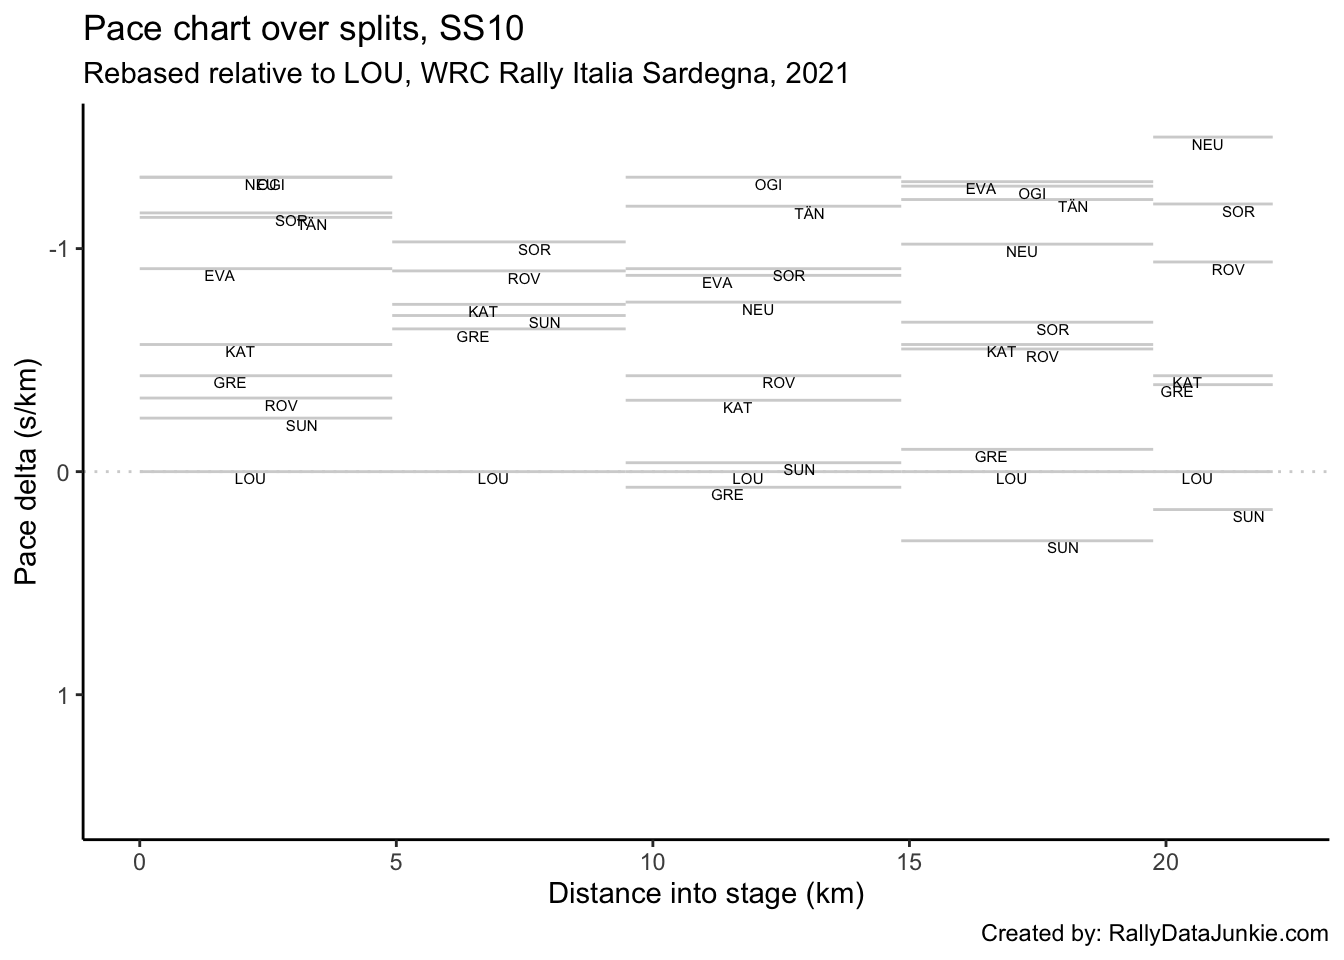 Pace chart over splits, SS10
Rebased relative to LOU, WRC Rally Italia Sardegna, 2021
NEU
NEU OGI
OGI
EVA OGI
TÄN
SOR TÄN
TÄN
SOR
-1
SOR
NEU
ROV
EVA
ROV
EVA SOR
KAT
SUN
GRE
NEU
SOR
KAT
KAT ROV
GRE
ROV
KAT
GRE
ROV
KAT
SUN
GRE
0
LOU
LOU
LOU SUN
LOU
LOU
GRE
SUN
SUN
1
Pace delta (s/km)
0 5 10 15 20
Distance into stage (km)
Created by: RallyDataJunkie.com